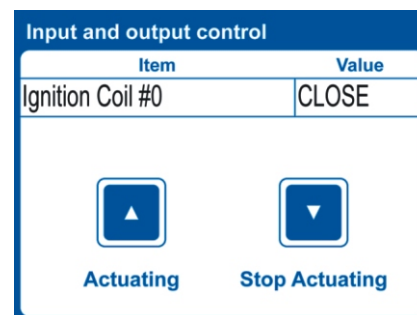 Input and output control
Item Value
Ignition Coil #0 CLOSE
▲ ▼
Actuating Stop Actuating